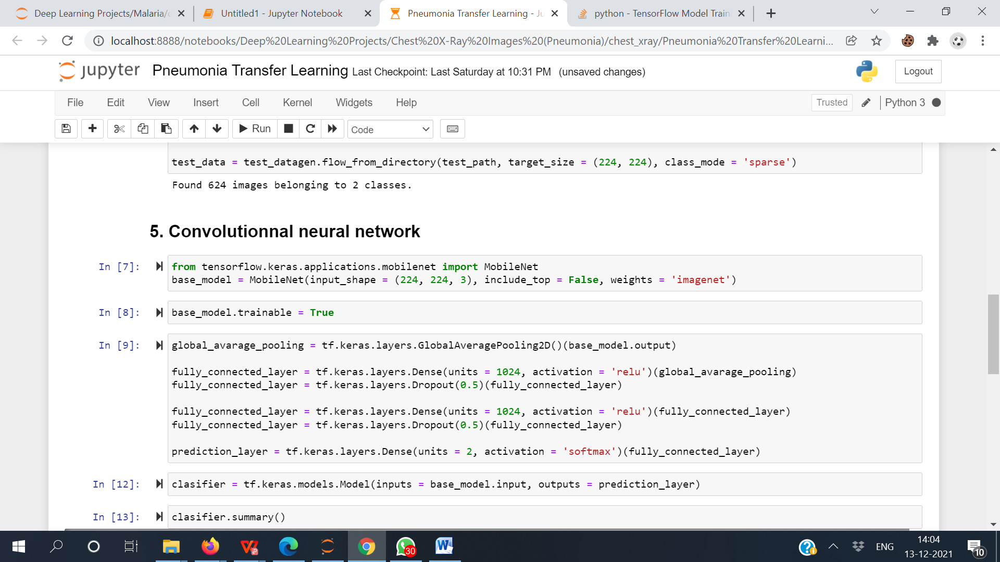 Deep Learning Projects/Malaria/
Untitled1 - Jupyter Notebook
Pneumonia Transfer Learning - Ju
python - TensorFlow Model Train
localhost:8888/notebooks/Deep%20Learning%20Projects/Chest%20X-Ray%20Images%20(Pneumonia)/chest_xray/Pneumonia%20Transfer%20Learni...
jupyter Pneumonia Transfer Learning Last Checkpoint: Last Saturday at 10:31 PM (unsaved changes)
Logout
File Edit View Insert Cell Kernel Widgets Help Trusted Python 3
Run Code
test_data = test_datagen.flow_from_directory(test_path, target_size = (224, 224), class_mode = 'sparse')
Found 624 images belonging to 2 classes.
5. Convolutionnal neural network
In [7]: from tensorflow.keras.applications.mobilenet import MobileNet
base_model = MobileNet(input_shape = (224, 224, 3), include_top = False, weights = 'imagenet')
In [8]: base_model.trainable = True
In [9]: global_avarage_pooling = tf.keras.layers.GlobalAveragePooling2D()(base_model.output)
fully_connected_layer = tf.keras.layers.Dense(units = 1024, activation = 'relu')(global_avarage_pooling)
fully_connected_layer = tf.keras.layers.Dropout(0.5)(fully_connected_layer)
fully_connected_layer = tf.keras.layers.Dense(units = 1024, activation = 'relu')(fully_connected_layer)
fully_connected_layer = tf.keras.layers.Dropout(0.5)(fully_connected_layer)
prediction_layer = tf.keras.layers.Dense(units = 2, activation = 'softmax')(fully_connected_layer)
In [12]: clasifier = tf.keras.models.Model(inputs = base_model.input, outputs = prediction_layer)
In [13]: clasifier.summary()
30
W
ENG
14:04
13-12-2021
10